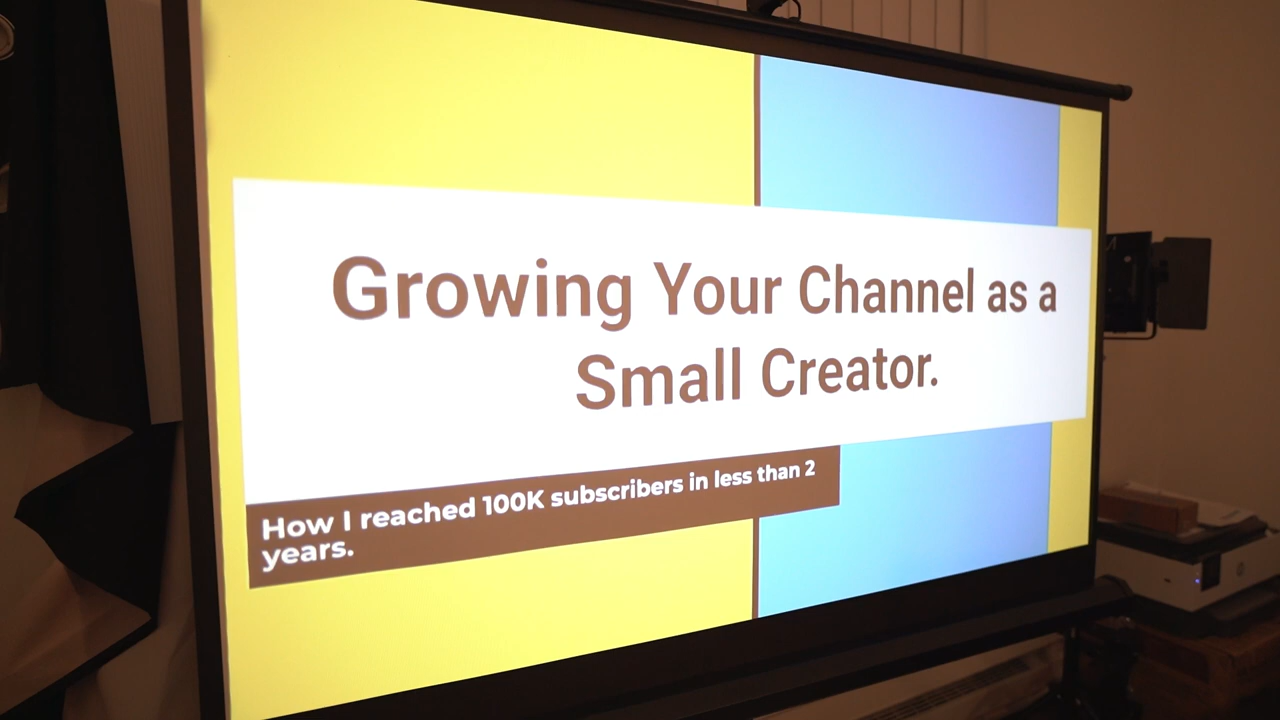 Growing Your Channel as a
Small Creator.
How I reached 100K subscribers in less than 2
years.